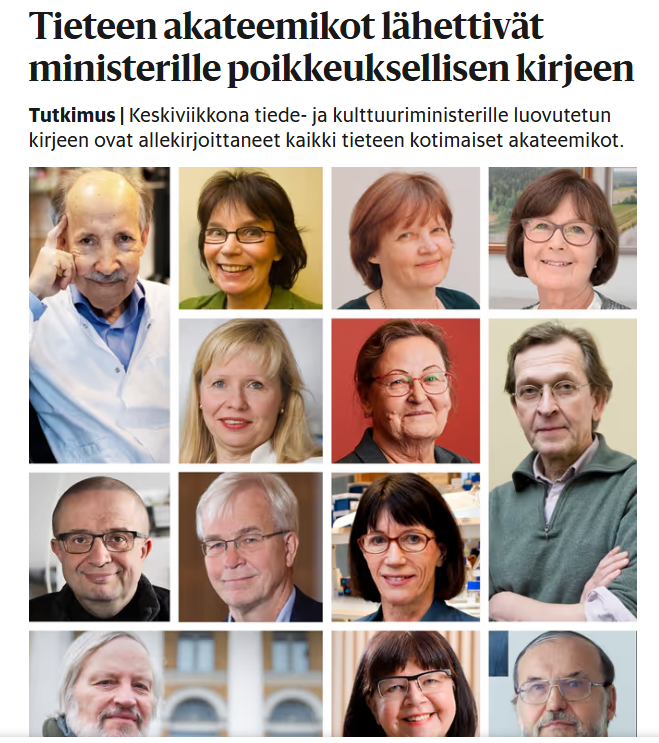 Tieteen akateemikot lähettivät
ministerille poikkeuksellisen kirjeen
Tutkimus | Keskiviikkona tiede- ja kulttuuriministerille luovutetun
kirjeen ovat allekirjoittaneet kaikki tieteen kotimaiset akateemikot.